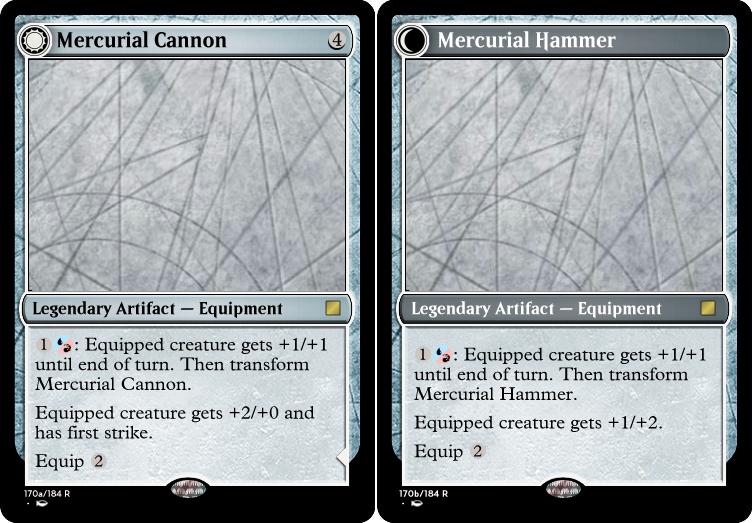 Mercurial Cannon 4
Legendary Artifact — Equipment
1 : Equipped creature gets +1/+1
until end of turn. Then transform
Mercurial Cannon.
Equipped creature gets +2/+0 and
has first strike.
Equip 2
170a/184 R
Mercurial Hammer
Legendary Artifact — Equipment
1 : Equipped creature gets +1/+1
until end of turn. Then transform
Mercurial Hammer.
Equipped creature gets +1/+2.
Equip 2
170b/184 R